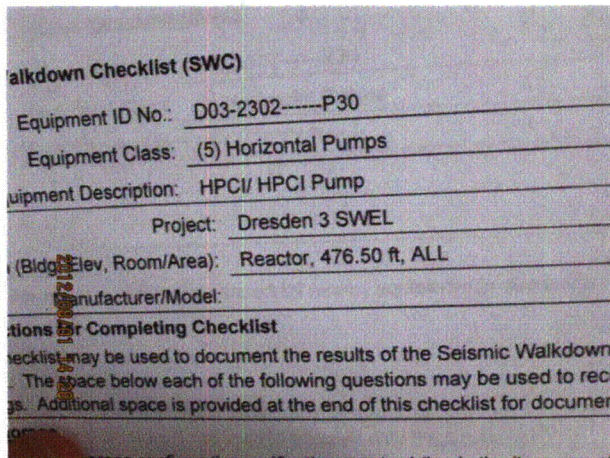 alkdown Checklist (SWC)
Equipment ID No.: D03-2302------P30
Equipment Class: (5) Horizontal Pumps
uipment Description: HPCI/ HPCI Pump
Project: Dresden 3 SWEL
(Bldg, Elev, Room/Area): Reactor, 476.50 ft, ALL
Manufacturer/Model:
ctions for Completing Checklist
hecklist may be used to document the results of the Seismic Walkdown
. The space below each of the following questions may be used to rec
gs. Additional space is provided at the end of this checklist for documen